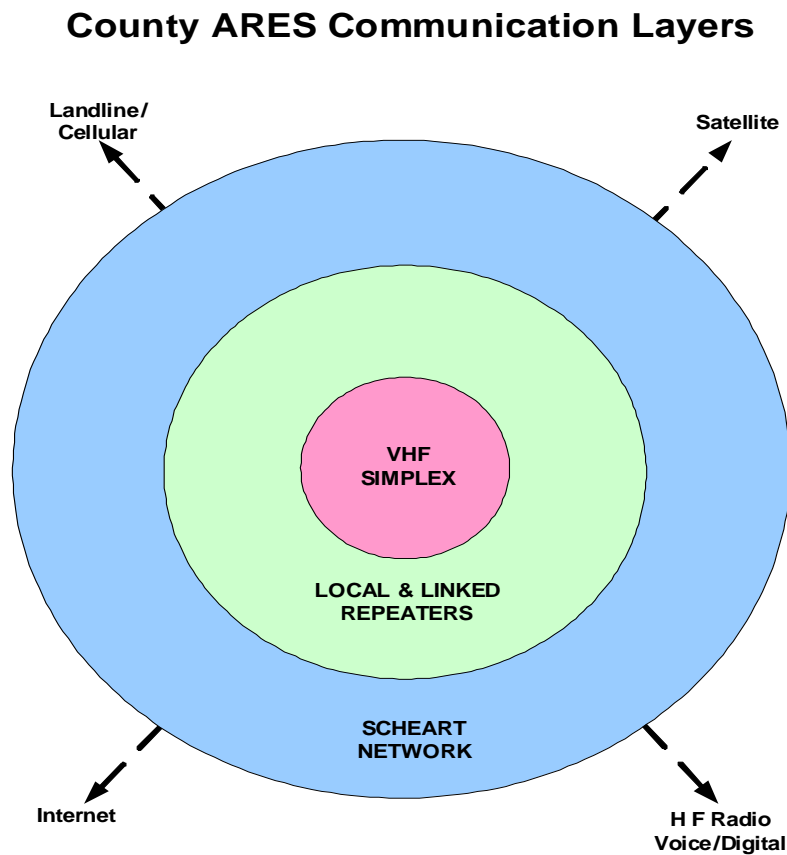 County ARES Communication Layers
Landline/
Cellular
Satellite
VHF
SIMPLEX
LOCAL & LINKED
REPEATERS
SCHEART
NETWORK
Internet
H F Radio
Voice/Digital